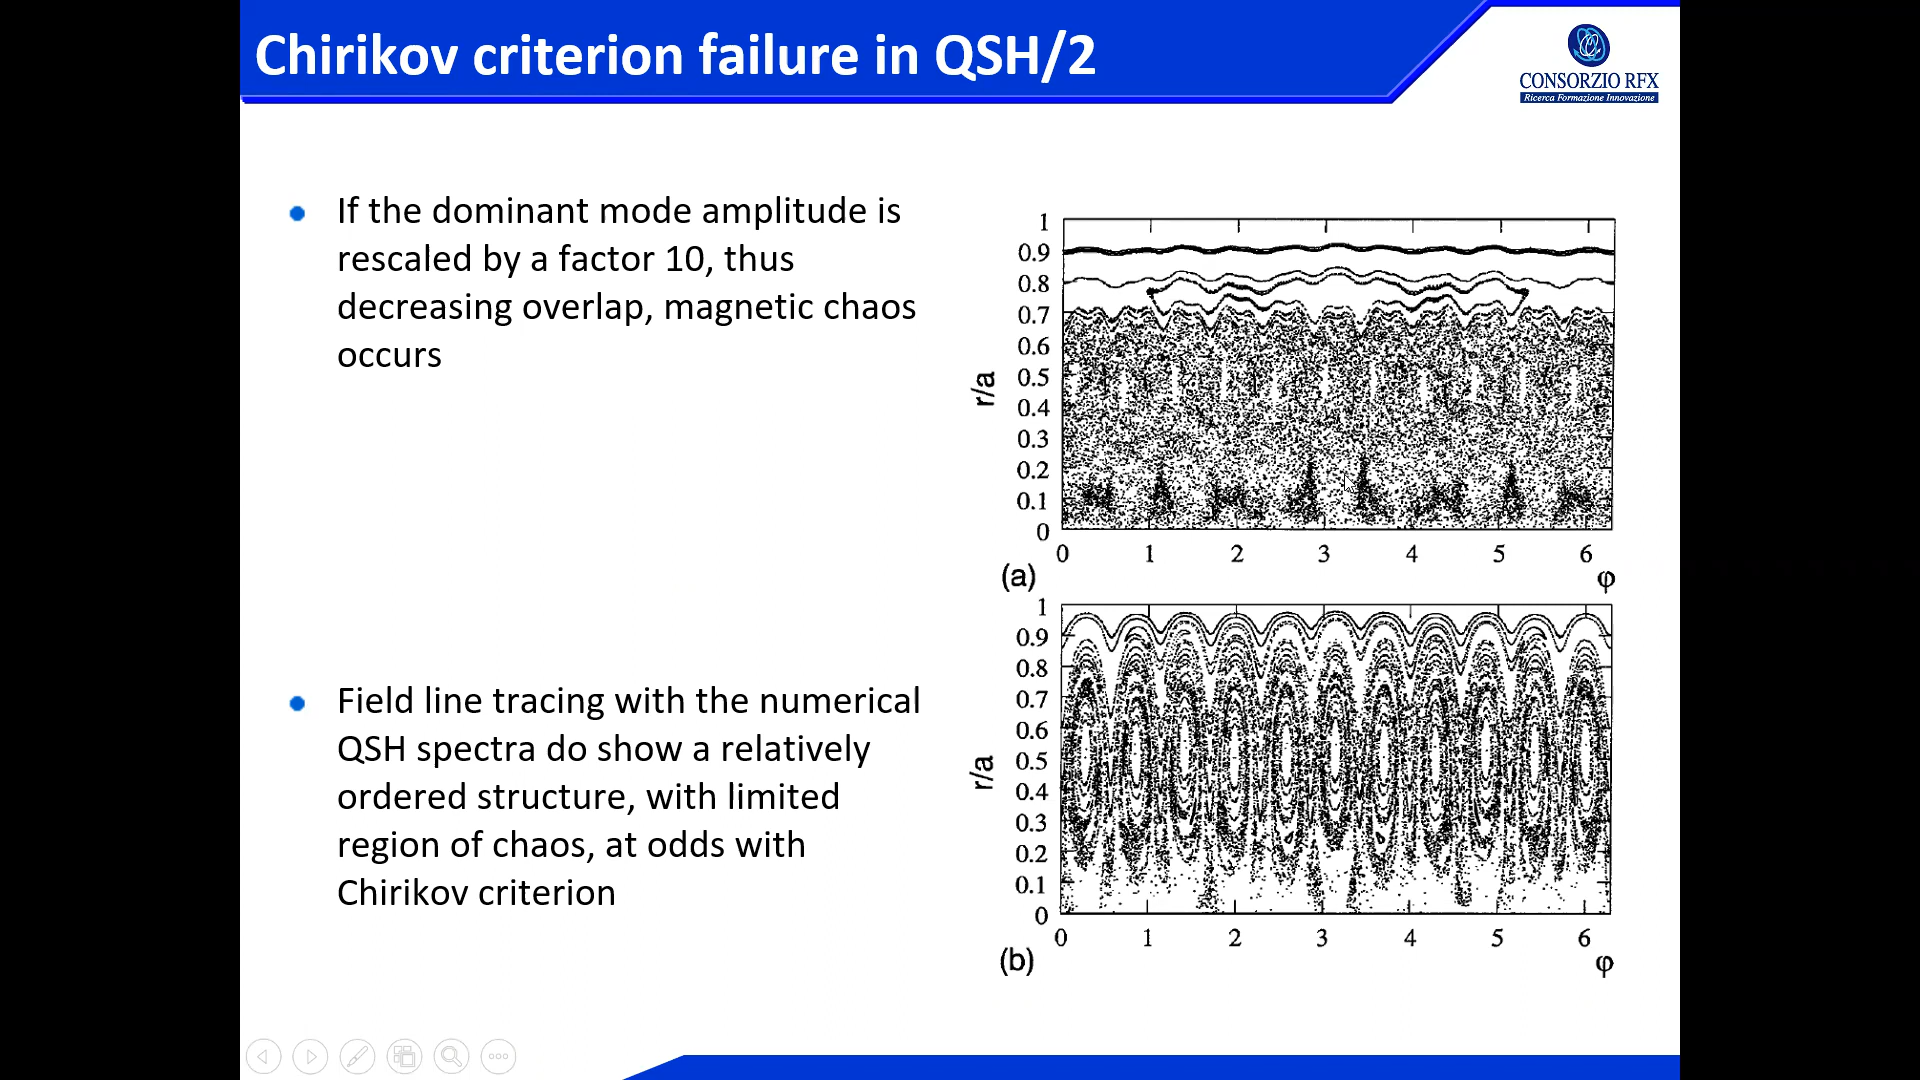 Chirikov criterion failure in QSH/2
CONSORZIO RFX
Ricerca Formazione Innovazione
If the dominant mode amplitude is
rescaled by a factor 10, thus
decreasing overlap, magnetic chaos
occurs
Field line tracing with the numerical
QSH spectra do show a relatively
ordered structure, with limited
region of chaos, at odds with
Chirikov criterion
r/a
1
0.9
0.8
0.7
0.6
0.5
0.4
0.3
0.2
0.1
0
0 1 2 3 4 5 6
(a)
φ
r/a
1
0.9
0.8
0.7
0.6
0.5
0.4
0.3
0.2
0.1
0
0 1 2 3 4 5 6
(b)
φ